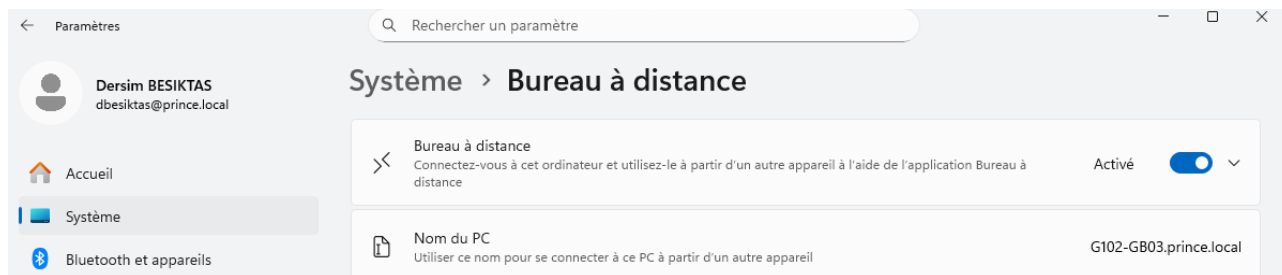 Paramètres
Rechercher un paramètre
Dersim BESIKTAS
dbesiktas@prince.local
Système > Bureau à distance
Bureau à distance
Connectez-vous à cet ordinateur et utilisez-le à partir d'un autre appareil à l'aide de l'application Bureau à
distance
Activé
Accueil
Système
Nom du PC
Utiliser ce nom pour se connecter à ce PC à partir d'un autre appareil
G102-GB03.prince.local
Bluetooth et appareils